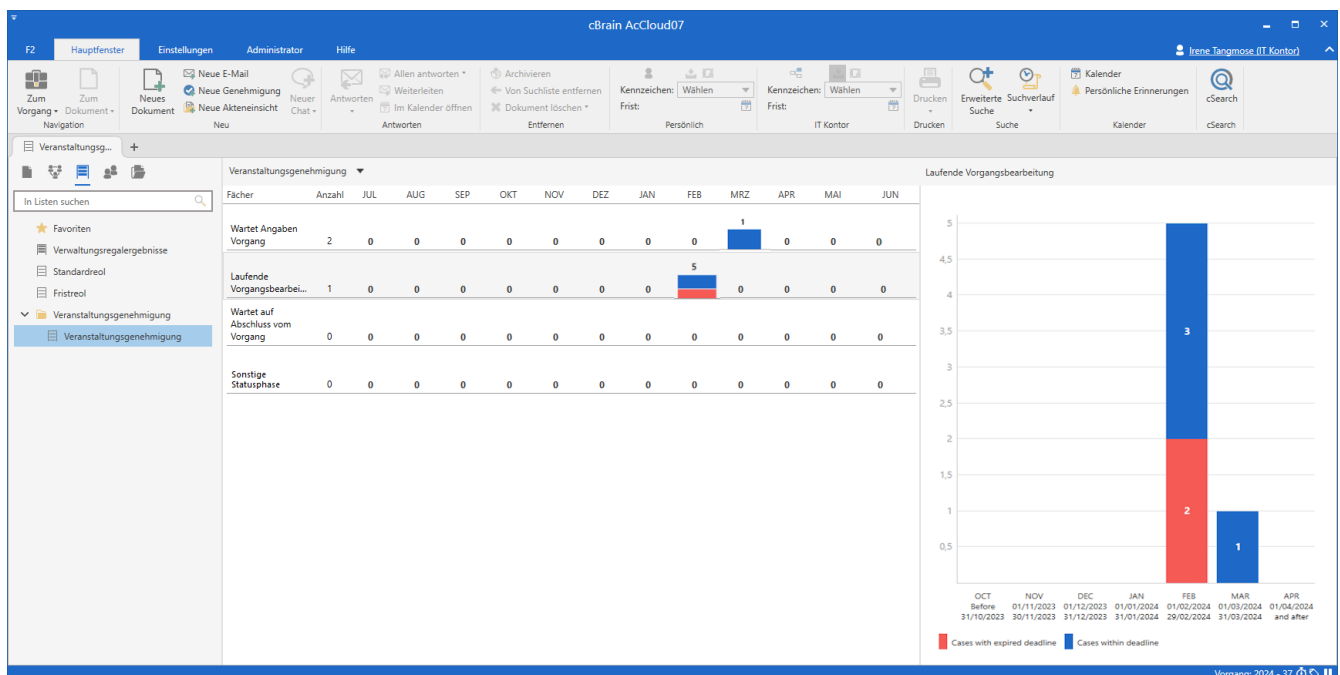 cBrain AcCloud07
F2 Hauptfenster Einstellungen Administrator Hilfe Irene Tangmose (IT Kontor)
Zum Vorgang
Zum Dokument
Navigation
Neues Dokument
Neue E-Mail
Neue Genehmigung
Neue Akteneinsicht
Neuer Chat
Neu
Antworten
Allen antworten
Weiterleiten
Im Kalender öffnen
Antworten
Archivieren
Von Suchliste entfernen
Dokument löschen
Entfernen
Kennzeichen: Wählen
Frist:
Persönlich
Kennzeichen: Wählen
Frist:
IT Kontor
Drucken
Drucken
Erweiterte Suche
Suchverlauf
Suche
Kalender
Persönliche Erinnerungen
Kalender
cSearch
cSearch
Veranstaltungsg... +
In Listen suchen
Favoriten
Verwaltungsregalergebnisse
Standardreol
Fristreol
Veranstaltungsgenehmigung
Veranstaltungsgenehmigung
Veranstaltungsgenehmigung
Fächer Anzahl JUL AUG SEP OKT NOV DEZ JAN FEB MRZ APR MAI JUN
1
Wartet Angaben
Vorgang 2 0 0 0 0 0 0 0 0 0 0 0
5
Laufende
Vorgangsbearbei... 1 0 0 0 0 0 0 0 0 0 0 0
Wartet auf
Abschluss vom
Vorgang 0 0 0 0 0 0 0 0 0 0 0 0 0
Sonstige
Statusphase 0 0 0 0 0 0 0 0 0 0 0 0 0
Laufende Vorgangsbearbeitung
5
4,5
4
3,5
3
3
2,5
2
1,5
1
2
0,5
1
OCT NOV DEC JAN FEB MAR APR
Before 01/11/2023 01/12/2023 01/01/2024 01/02/2024 01/03/2024 01/04/2024
31/10/2023 30/11/2023 31/12/2023 31/01/2024 29/02/2024 31/03/2024 and after
Cases with expired deadline Cases within deadline
Vorgang: 2024 - 37